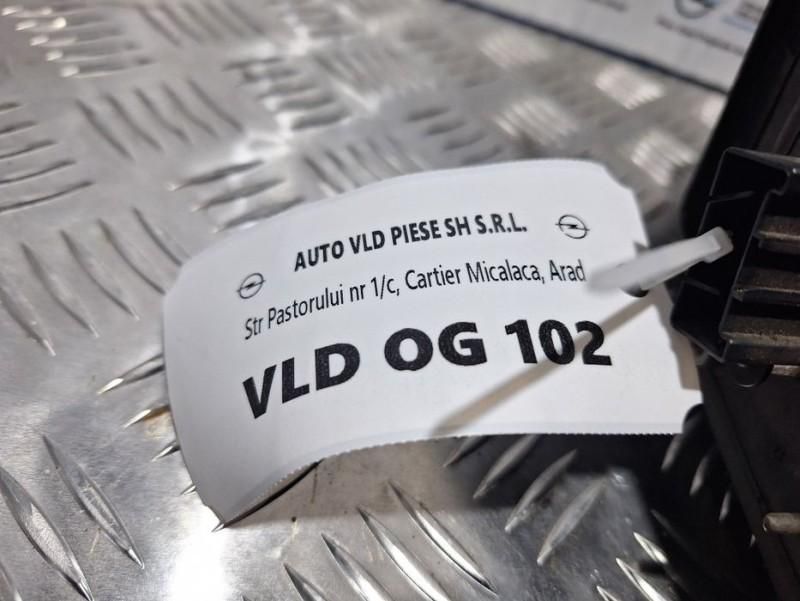 AUTO VLD PIESE SH S.R.L.
Str Pastorului nr 1/c, Cartier Micalaca, Arad
VLD OG 102